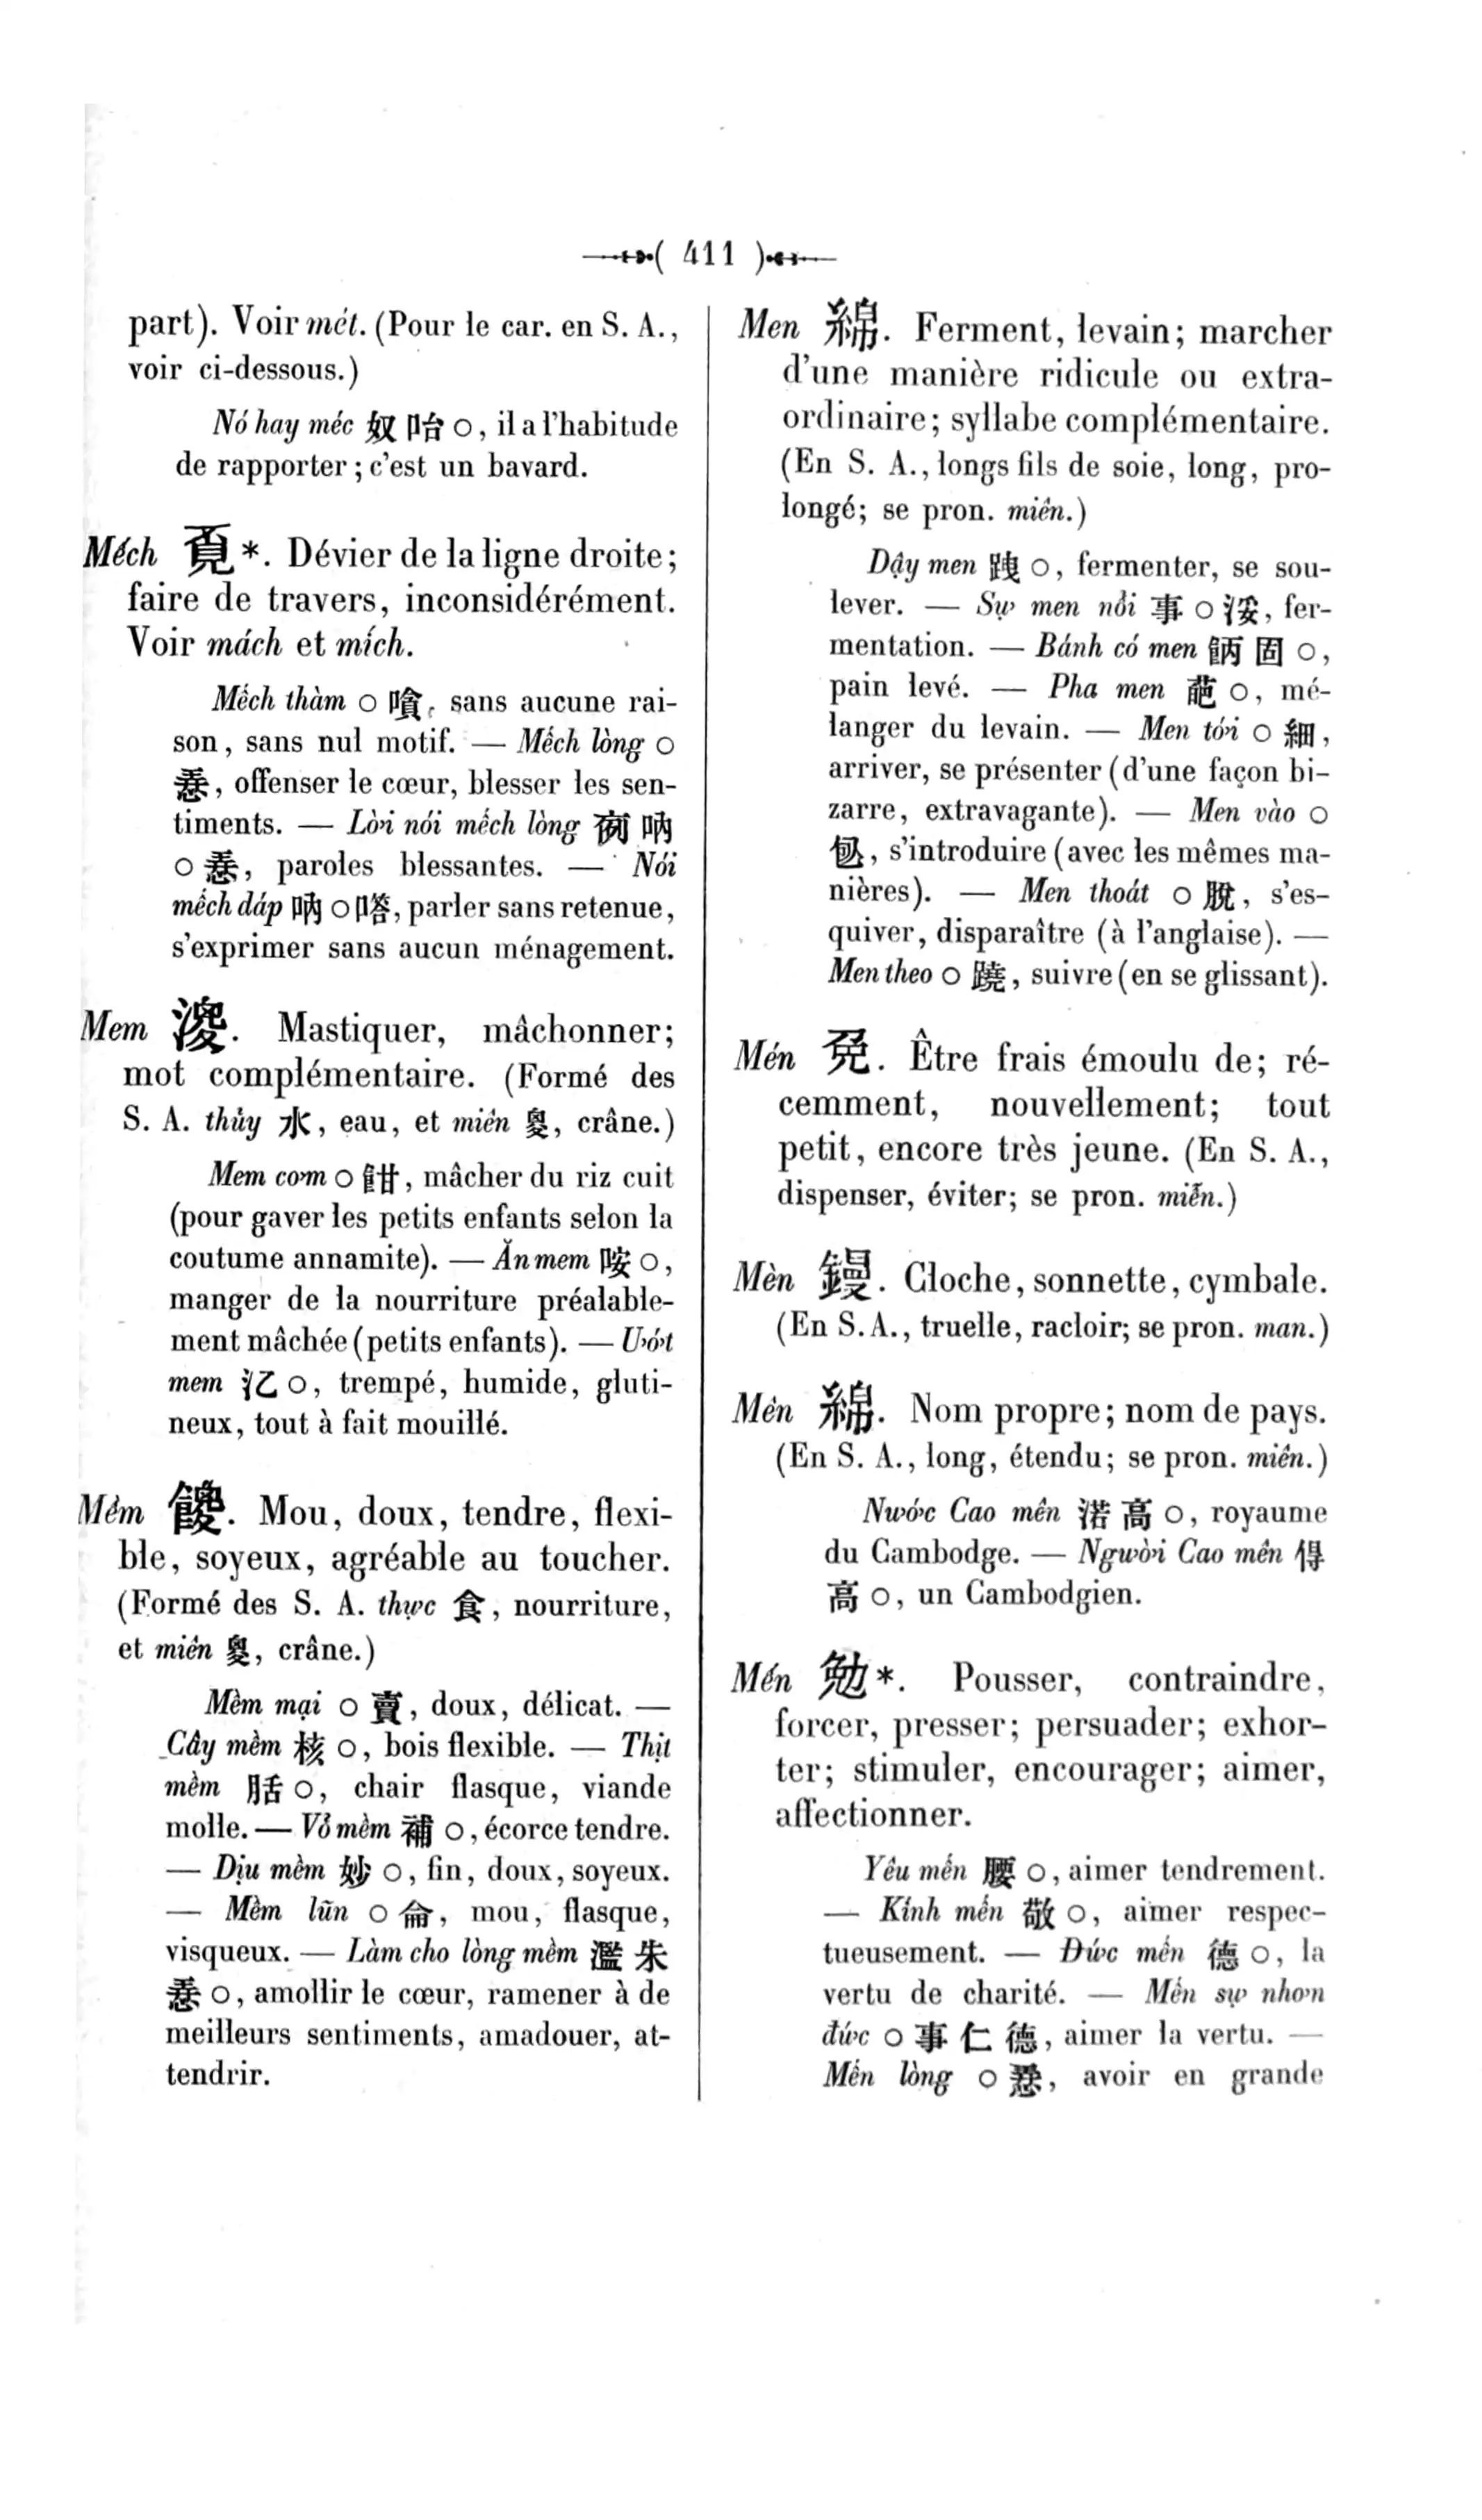 ( 411 )
part). Voir mét. (Pour le car. en S. A.,
voir ci-dessous.)
Nó hay méc 奴 咍 ○, il a l'habitude
de rapporter ; c'est un bavard.
Mếch 覔 *. Dévier de la ligne droite;
faire de travers, inconsidérément.
Voir mách et mích.
Mếch thàm ○ 嗿, sans aucune rai-
son, sans nul motif. — Mếch lòng ○
, offenser le cœur, blesser les sen-
timents. — Lời nói mếch lòng 吶
○ , paroles blessantes. — Nói
mếch dáp 吶 ○ 嗒, parler sans retenue,
s'exprimer sans aucun ménagement.
Mem . Mastiquer, mâchonner;
mot complémentaire. (Formé des
S. A. thủy 水, eau, et miên , crâne.)
Mem cơm ○ 䬲, mâcher du riz cuit
(pour gaver les petits enfants selon la
coutume annamite). — Ăn mem 咹 ○,
manger de la nourriture préalable-
ment mâchée (petits enfants). — Ướt
mem 氵乙 ○, trempé, humide, gluti-
neux, tout à fait mouillé.
Mềm . Mou, doux, tendre, flexi-
ble, soyeux, agréable au toucher.
(Formé des S. A. thực 食, nourriture,
et miên , crâne.)
Mềm mại ○ 賣, doux, délicat. —
Cây mềm 核 ○, bois flexible. — Thịt
mềm ○, chair flasque, viande
molle. — Vỏ mềm 補 ○, écorce tendre.
— Dịu mềm 妙 ○, fin, doux, soyeux.
— Mềm lũn ○ 侖, mou, flasque,
visqueux. — Làm cho lòng mềm 濫 朱
○, amollir le cœur, ramener à de
meilleurs sentiments, amadouer, at-
tendrir.
Men 綿. Ferment, levain; marcher
d'une manière ridicule ou extra-
ordinaire; syllabe complémentaire.
(En S. A., longs fils de soie, long, pro-
longé; se pron. miên.)
Dậy men ○, fermenter, se sou-
lever. — Sự men nổi 事 ○ 浽, fer-
mentation. — Bánh có men 餅 固 ○,
pain levé. — Pha men 葩 ○, mé-
langer du levain. — Men tới ○ 細,
arriver, se présenter (d'une façon bi-
zarre, extravagante). — Men vào ○
, s'introduire (avec les mêmes ma-
nières). — Men thoát ○ 脫, s'es-
quiver, disparaître (à l'anglaise). —
Men theo ○ 蹺, suivre (en se glissant).
Mén 免. Être frais émoulu de; ré-
cemment, nouvellement; tout
petit, encore très jeune. (En S. A.,
dispenser, éviter; se pron. miễn.)
Mèn 鏝. Cloche, sonnette, cymbale.
(En S. A., truelle, racloir; se pron. man.)
Mên 綿. Nom propre; nom de pays.
(En S. A., long, étendu; se pron. miên.)
Nước Cao mên 渃 高 ○, royaume
du Cambodge. — Người Cao mên 㝵
高 ○, un Cambodgien.
Mến 勉 *. Pousser, contraindre,
forcer, presser; persuader; exhor-
ter; stimuler, encourager; aimer,
affectionner.
Yêu mến 腰 ○, aimer tendrement.
— Kính mến 敬 ○, aimer respec-
tueusement. — Đức mến 德 ○, la
vertu de charité. — Mến sự nhơn
đức ○ 事 仁 德, aimer la vertu. —
Mến lòng ○ , avoir en grande